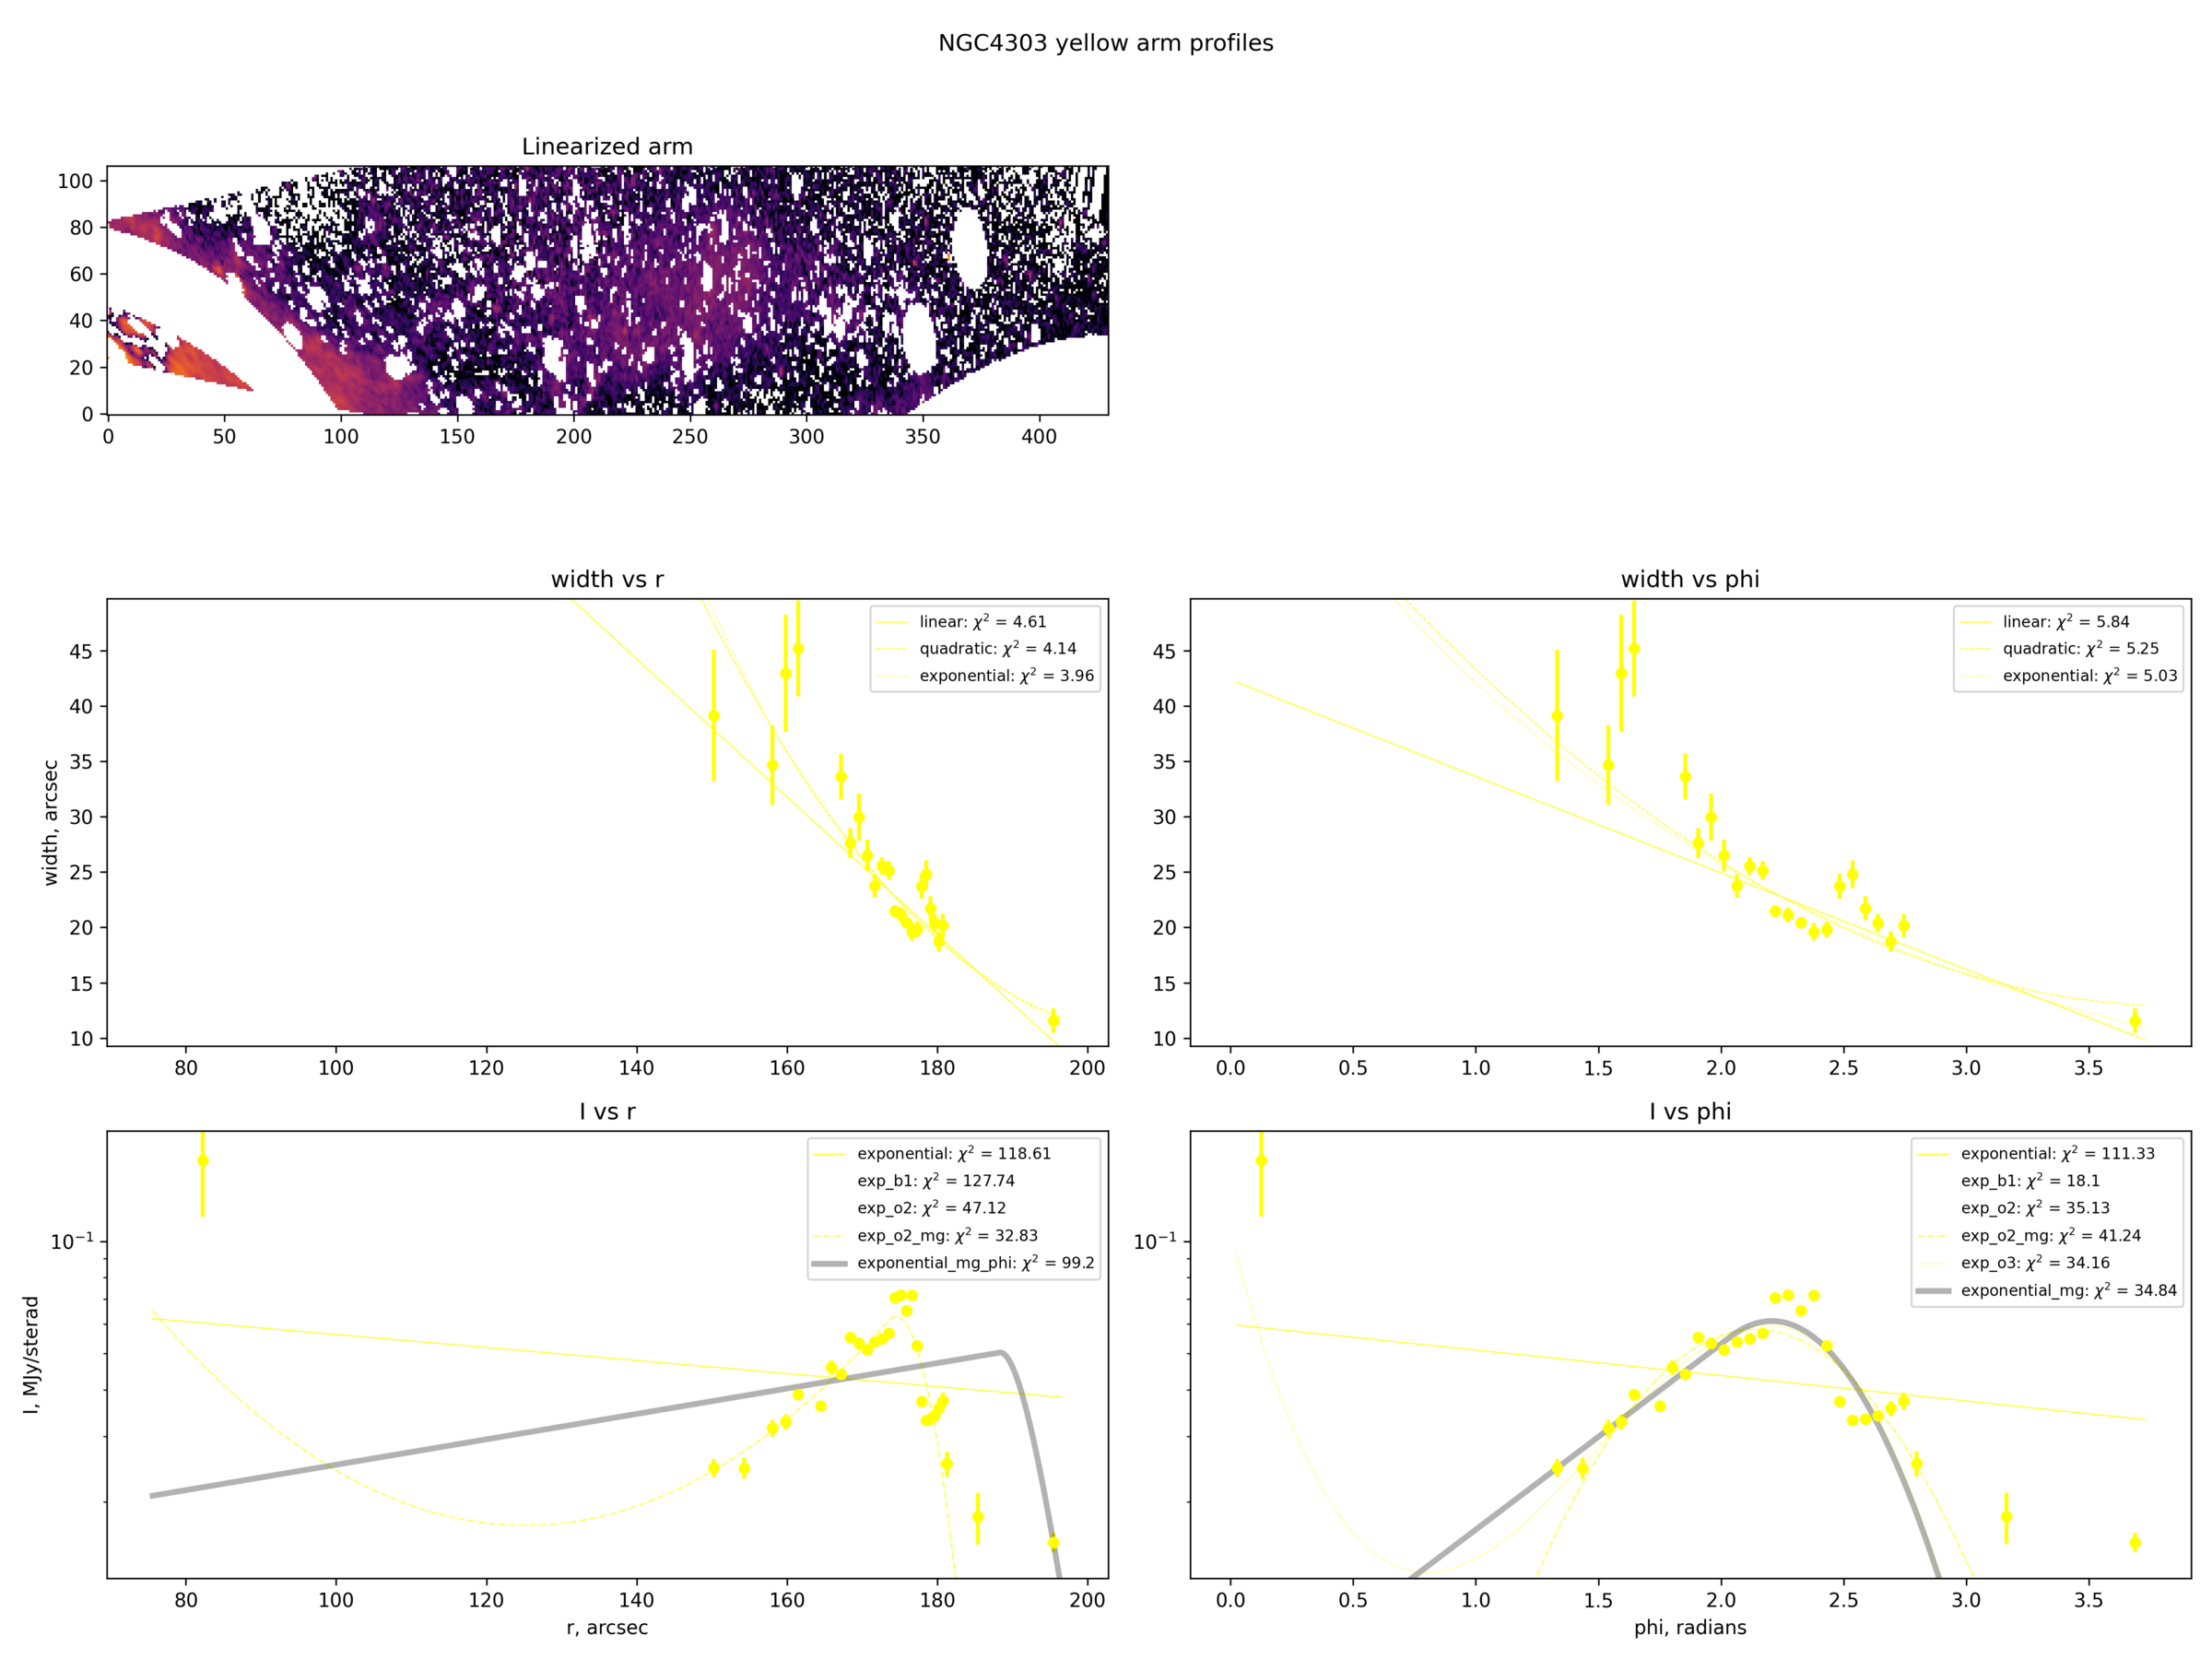 NGC4303 yellow arm profiles
Linearized arm
100
80
60
40
20
0
0 50 100 150 200 250 300 350 400
width vs r
width, arcsec
45
40
35
30
25
20
15
10
80 100 120 140 160 180 200
linear: χ² = 4.61
quadratic: χ² = 4.14
exponential: χ² = 3.96
width vs phi
45
40
35
30
25
20
15
10
0.0 0.5 1.0 1.5 2.0 2.5 3.0 3.5
linear: χ² = 5.84
quadratic: χ² = 5.25
exponential: χ² = 5.03
I vs r
I, MJy/sterad
10⁻¹
80 100 120 140 160 180 200
r, arcsec
exponential: χ² = 118.61
exp_b1: χ² = 127.74
exp_o2: χ² = 47.12
exp_o2_mg: χ² = 32.83
exponential_mg_phi: χ² = 99.2
I vs phi
10⁻¹
0.0 0.5 1.0 1.5 2.0 2.5 3.0 3.5
phi, radians
exponential: χ² = 111.33
exp_b1: χ² = 18.1
exp_o2: χ² = 35.13
exp_o2_mg: χ² = 41.24
exp_o3: χ² = 34.16
exponential_mg: χ² = 34.84